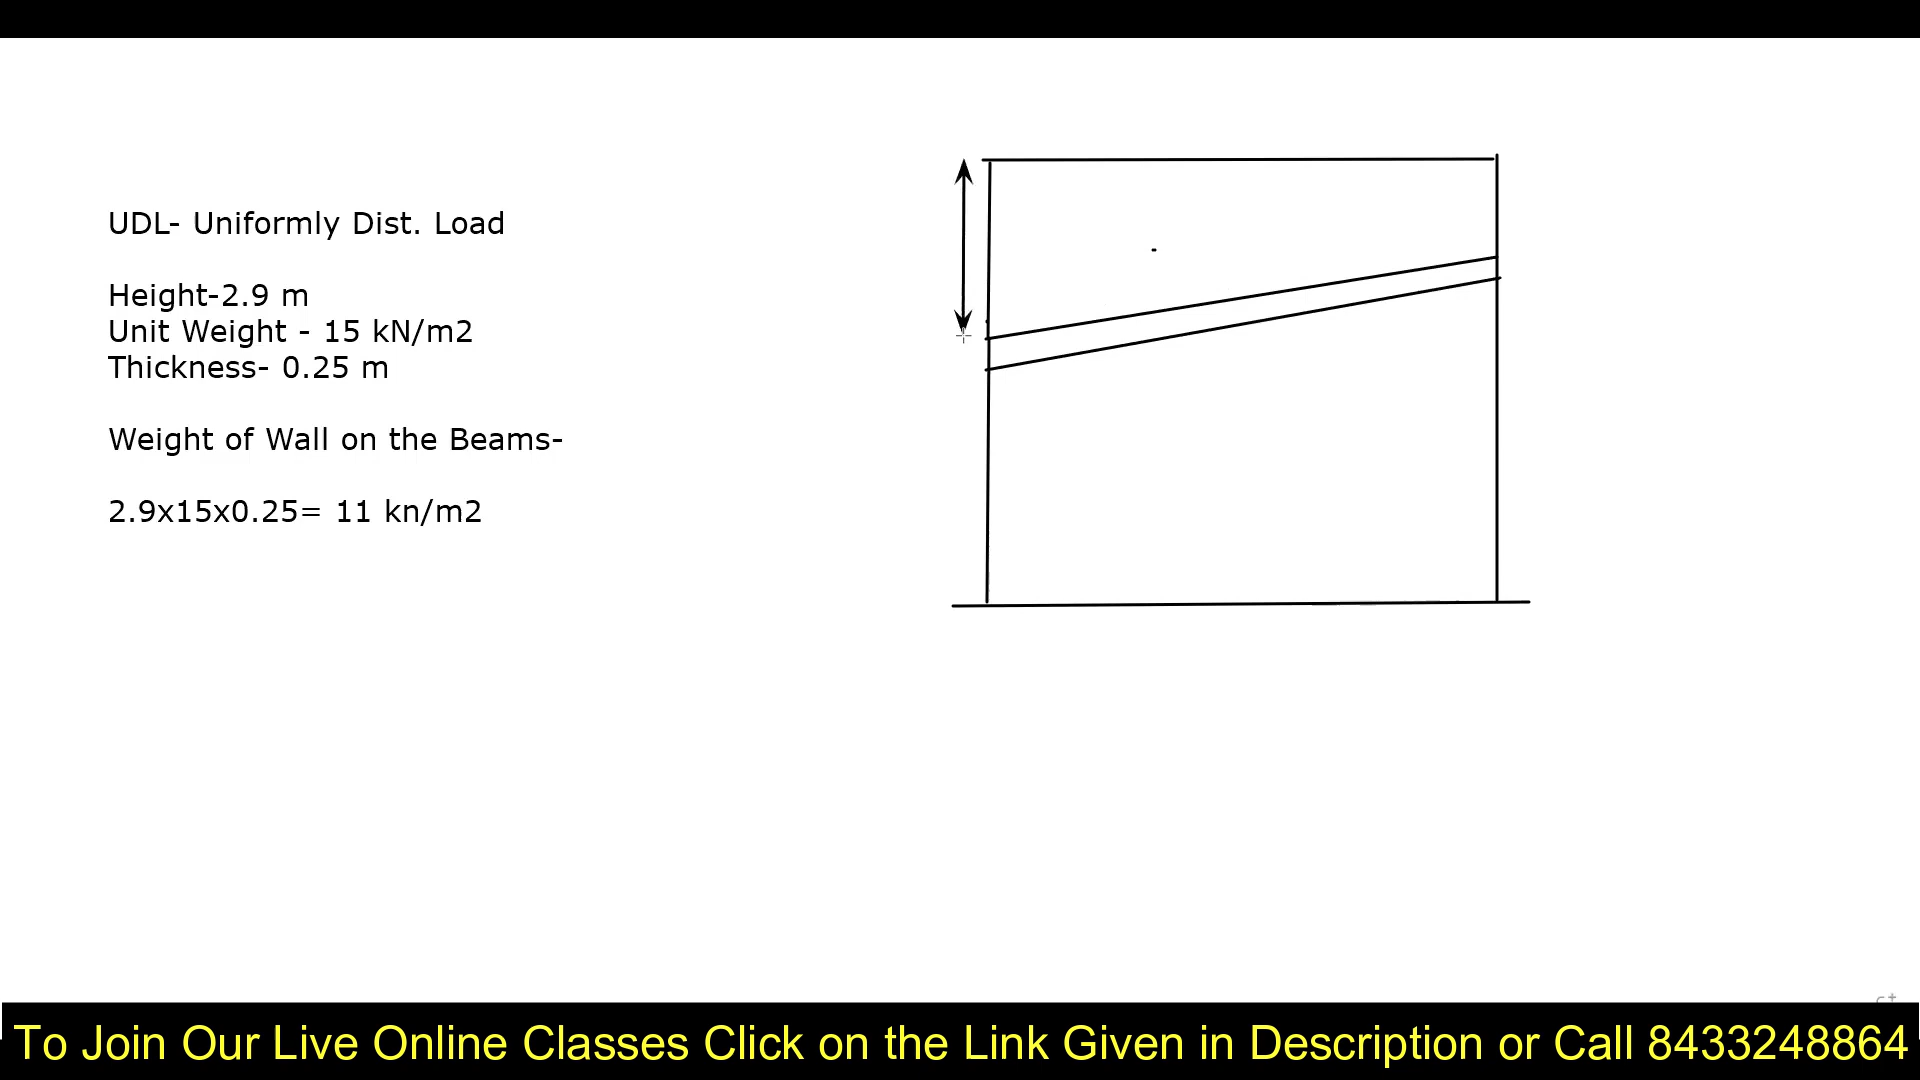 UDL- Uniformly Dist. Load
Height-2.9 m
Unit Weight - 15 kN/m2
Thickness- 0.25 m
Weight of Wall on the Beams-
2.9x15x0.25= 11 kn/m2
To Join Our Live Online Classes Click on the Link Given in Description or Call 8433248864